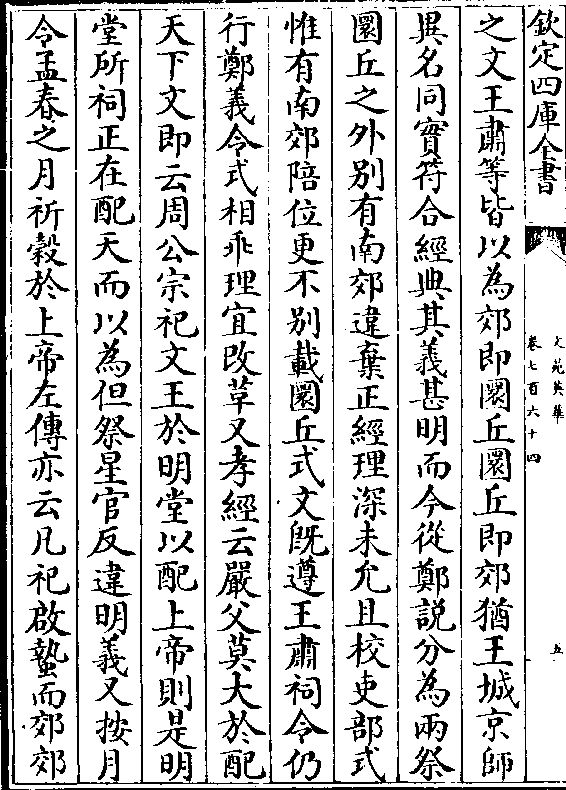 欽定四庫全書
文苑英華
卷七百六十四
五
之文王肅等皆以為郊即圜丘圜丘即郊猶王城京師
異名同實符合經典其義甚明而今從鄭説分為兩祭
圜丘之外别有南郊違棄正經理深未允且校吏部式
惟有南郊陪位更不别載圜丘式文旣遵王肅祠令仍
行鄭義令式相乖理宜改草又孝經云嚴父莫大於配
天下文即云周公宗祀文王於明堂以配上帝則是明
堂所祠正在配天而以為但祭星官反違明義又按月
令孟春之月祈穀於上帝左傳亦云凡祀啟蟄而郊郊